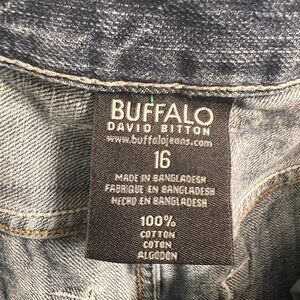 BUFFALO
DAVID BITTON
www.buffalojeans.com
16
MADE IN BANGLADESH
FABRIQUE EN BANGLADESH
HECHO EN BANGLADESH
100%
COTTON
COTON
ALGODON